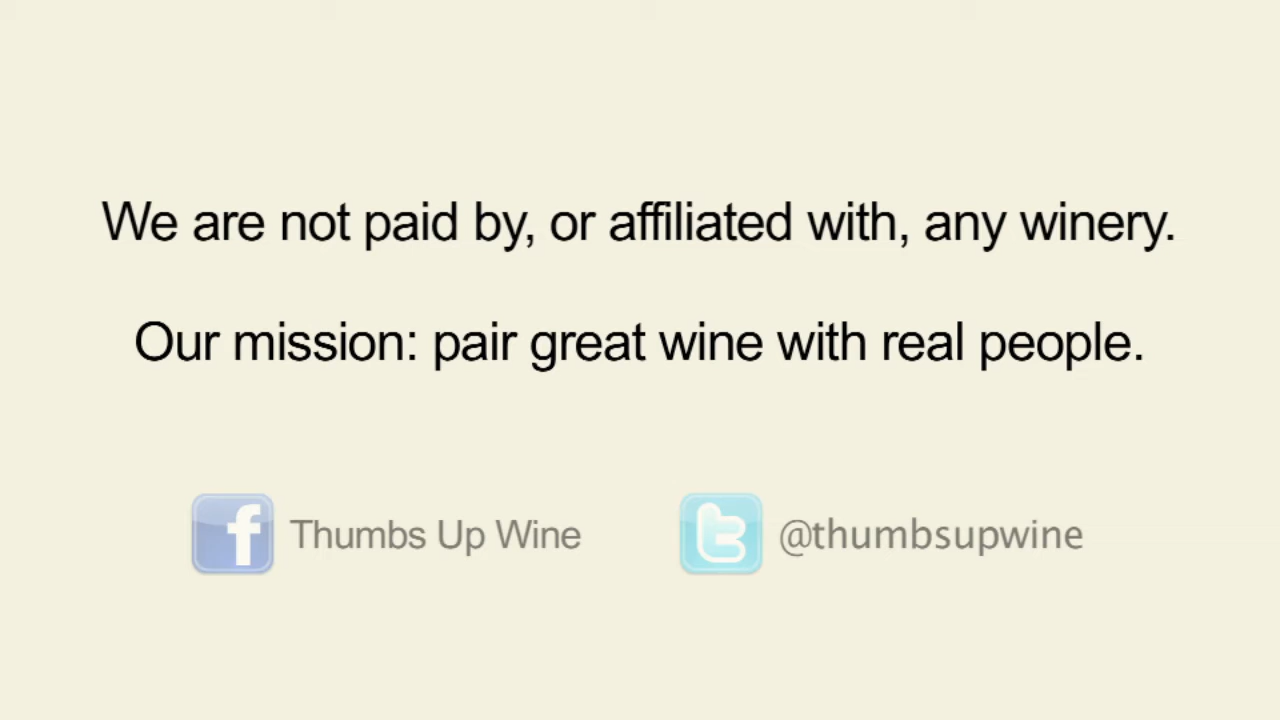 We are not paid by, or affiliated with, any winery.
Our mission: pair great wine with real people.
Thumbs Up Wine
@thumbsupwine